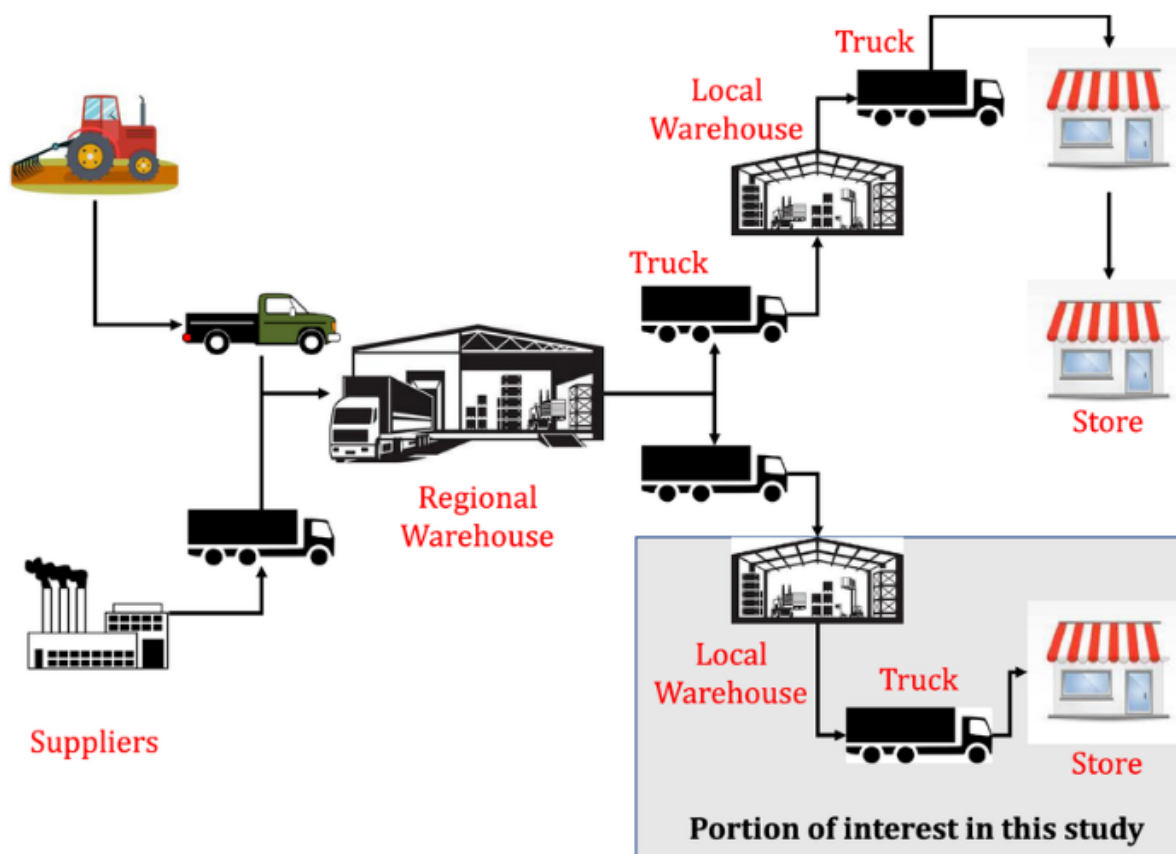 Truck
Local
Warehouse
Truck
Store
Regional
Warehouse
Local
Warehouse
Truck
Suppliers
Store
Portion of interest in this study